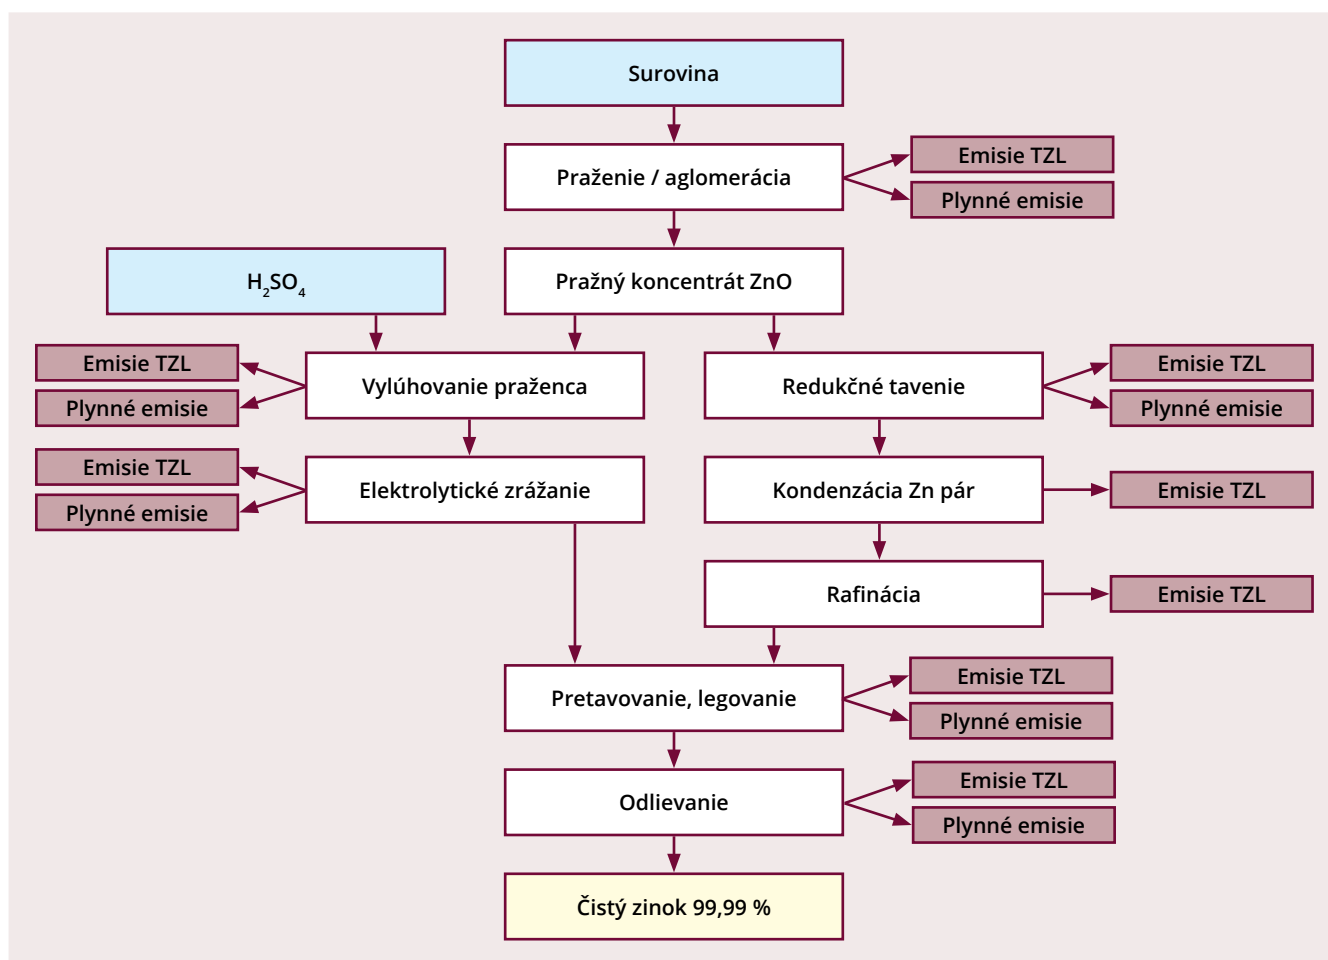 Surovina
Praženie / aglomerácia
Emisie TZL
Plynné emisie
H₂SO₄
Pražný koncentrát ZnO
Emisie TZL
Plynné emisie
Vylúhovanie praženca
Redukčné tavenie
Emisie TZL
Plynné emisie
Emisie TZL
Plynné emisie
Elektrolytické zrážanie
Kondenzácia Zn pár
Emisie TZL
Rafinácia
Emisie TZL
Pretavovanie, legovanie
Emisie TZL
Plynné emisie
Odlievanie
Emisie TZL
Plynné emisie
Čistý zinok 99,99 %